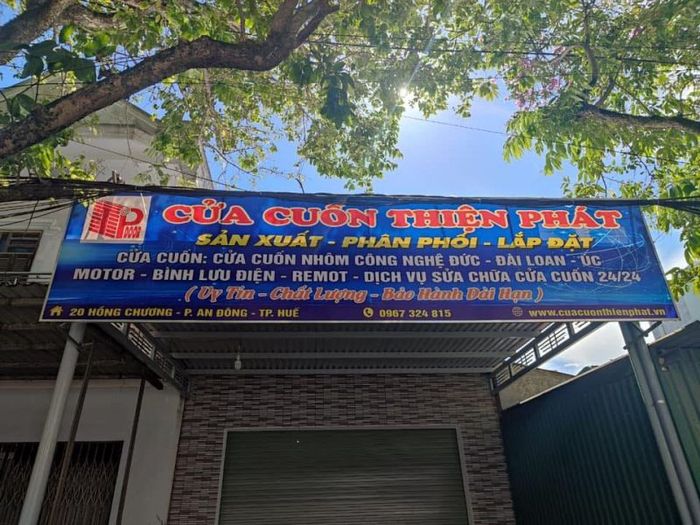 TP DOOR
CỬA CUỐN THIỆN PHÁT
SẢN XUẤT - PHÂN PHỐI - LẮP ĐẶT
CỬA CUỐN: CỬA CUỐN NHÔM CÔNG NGHỆ ĐỨC - ĐÀI LOAN - ÚC
MOTOR - BÌNH LƯU ĐIỆN - REMOT - DỊCH VỤ SỬA CHỮA CỬA CUỐN 24/24
( Uy Tín - Chất Lượng - Bảo Hành Dài Hạn )
20 HỒNG CHƯƠNG - P. AN ĐÔNG - TP. HUẾ 0967 324 815 www.cuacuonthienphat.vn